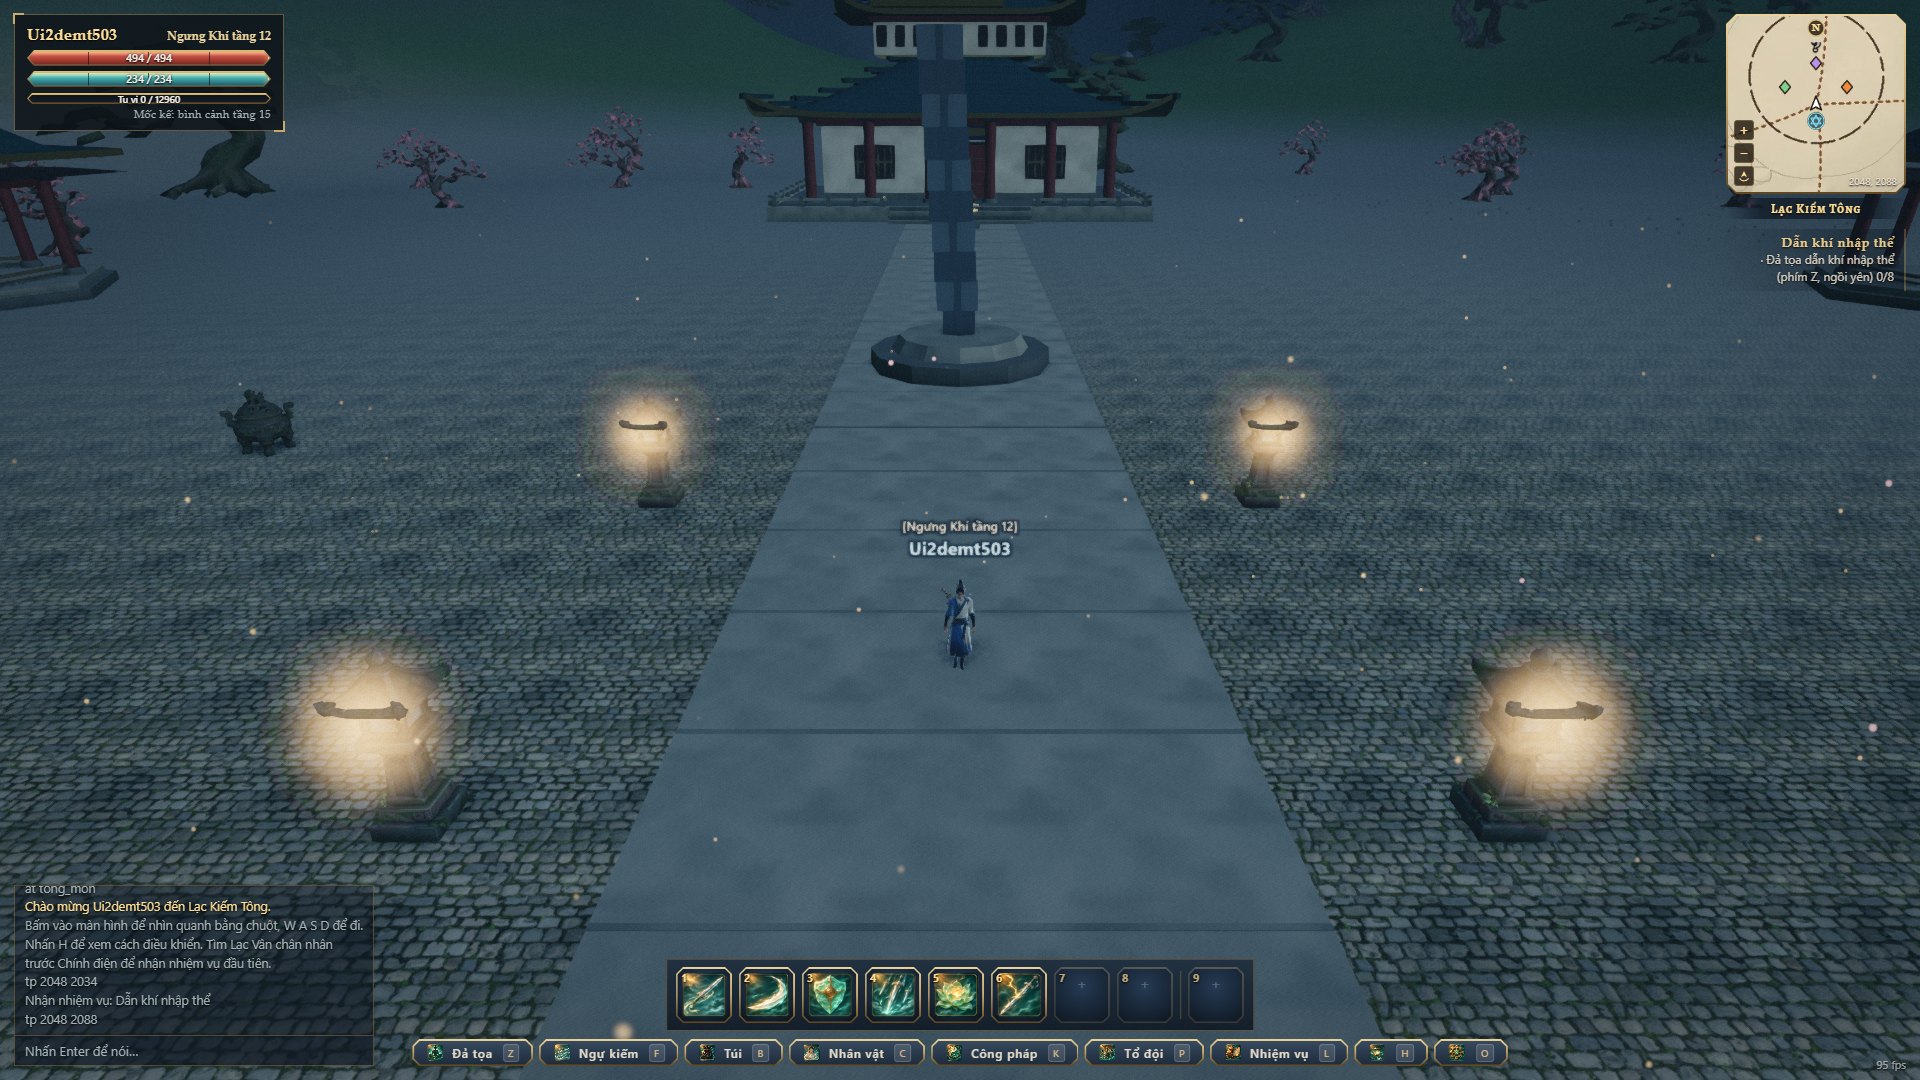 Ui2demt503 Ngưng Khí tầng 12
494 / 494
234 / 234
Tu vi 0 / 12960
Mốc kế: bình cảnh tầng 15
N
+
−
2048, 2088
Lạc Kiếm Tông
Dẫn khí nhập thể
· Đả tọa dẫn khí nhập thể
(phím Z, ngồi yên) 0/8
[Ngưng Khí tầng 12]
Ui2demt503
at tong_mon
Chào mừng Ui2demt503 đến Lạc Kiếm Tông.
Bấm vào màn hình để nhìn quanh bằng chuột, W A S D để đi.
Nhấn H để xem cách điều khiển. Tìm Lạc Vân chân nhân
trước Chính điện để nhận nhiệm vụ đầu tiên.
tp 2048 2034
Nhận nhiệm vụ: Dẫn khí nhập thể
tp 2048 2088
Nhấn Enter để nói...
1 2 3 4 5 6 7 + 8 + 9 +
Đả tọa Z Ngự kiếm F Túi B Nhân vật C Công pháp K Tổ đội P Nhiệm vụ L H O
95 fps